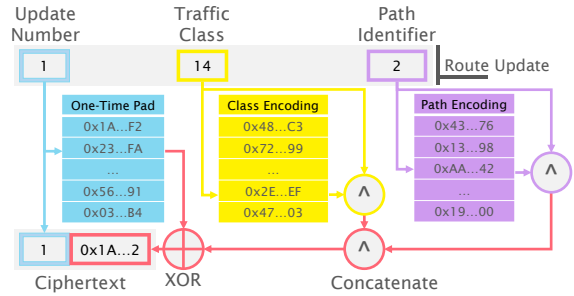 Update
Number
Traffic
Class
Path
Identifier
1
14
2
Route Update
One-Time Pad
0x1A...F2
0x23...FA
...
0x56...91
0x03...B4
Class Encoding
0x48...C3
0x72...99
...
0x2E...EF
0x47...03
^
Path Encoding
0x43...76
0x13...98
0xAA...42
...
0x19...00
^
1
0x1A...2
^
Ciphertext
XOR
Concatenate